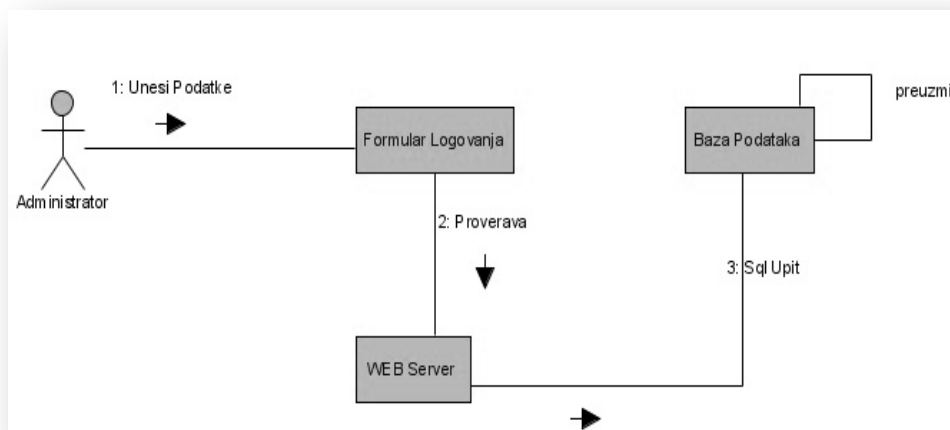 1: Unesi Podatke
Administrator
Formular Logovanja
2: Proverava
WEB Server
3: Sql Upit
Baza Podataka
preuzmi